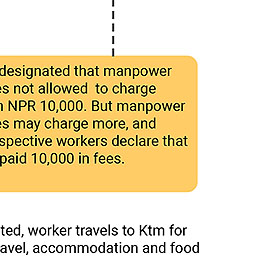 designated that manpower
es not allowed to charge
NPR 10,000. But manpower
es may charge more, and
spective workers declare that
paid 10,000 in fees.
ted, worker travels to Ktm for
avel, accommodation and food